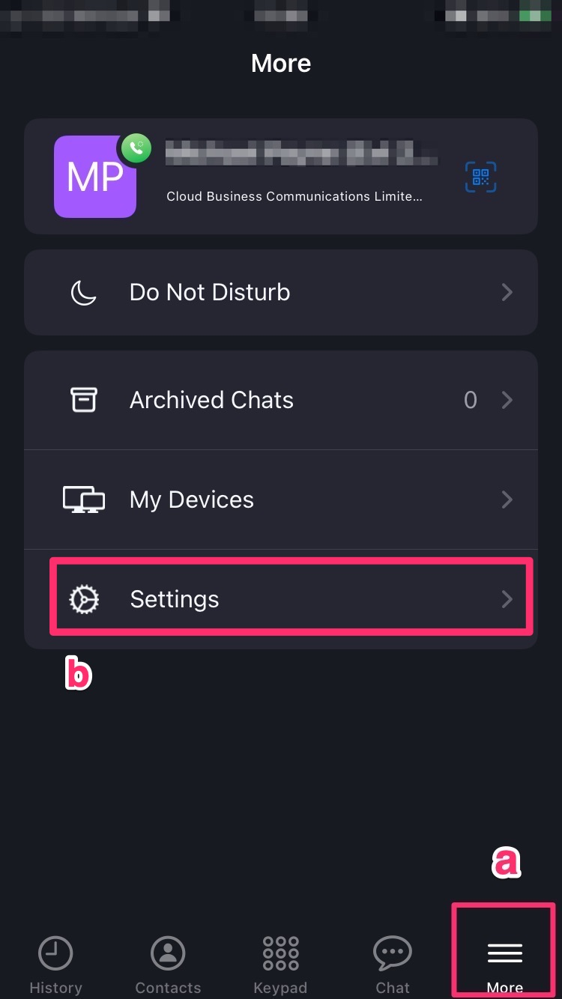 More
MP
Cloud Business Communications Limite...
Do Not Disturb
Archived Chats 0
My Devices
Settings
b
a
History Contacts Keypad Chat More